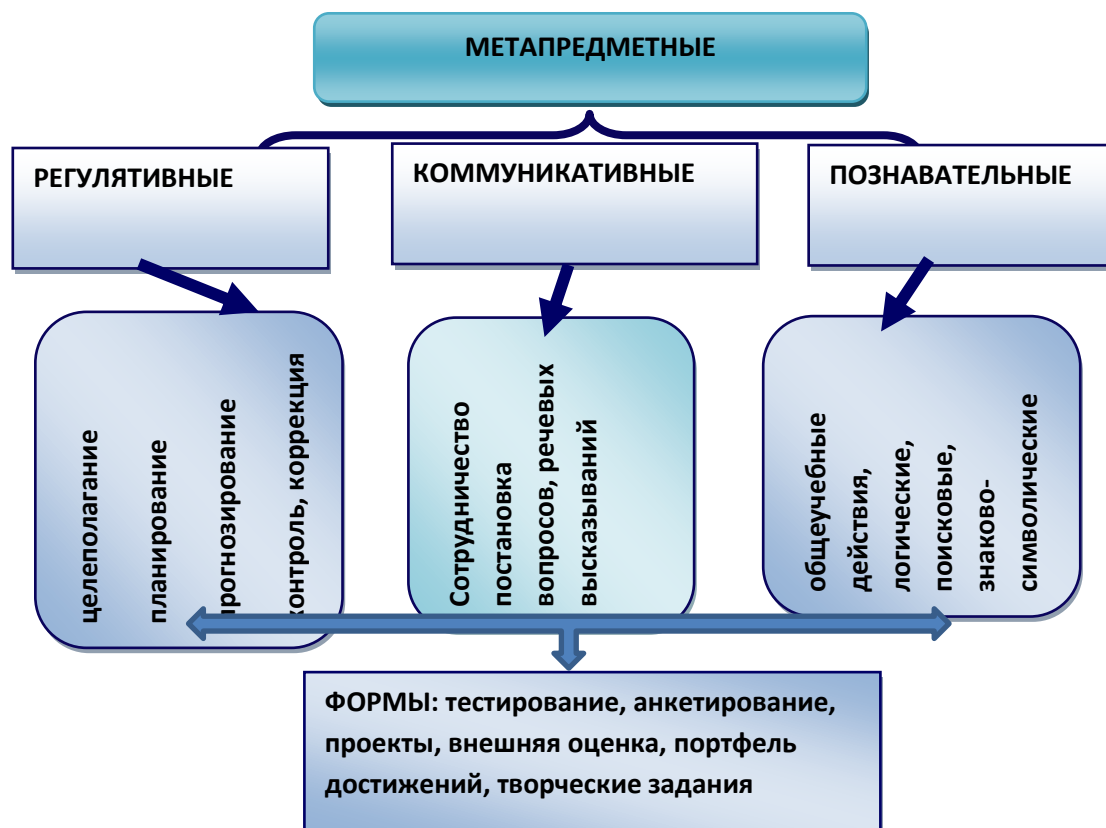 МЕТАПРЕДМЕТНЫЕ
РЕГУЛЯТИВНЫЕ
КОММУНИКАТИВНЫЕ
ПОЗНАВАТЕЛЬНЫЕ
целеполагание
планирование
прогнозирование
контроль, коррекция
Сотрудничество
постановка
вопросов, речевых
высказываний
общеучебные
действия,
логические,
поисковые,
знаково-
символические
ФОРМЫ: тестирование, анкетирование,
проекты, внешняя оценка, портфель
достижений, творческие задания